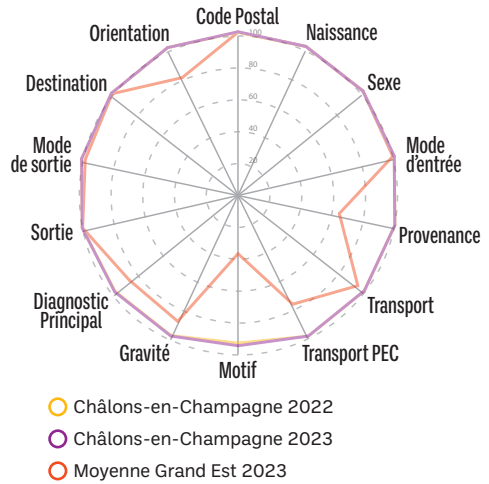 Code Postal
Naissance
Sexe
Mode
d'entrée
Provenance
Transport
Transport PEC
Motif
Gravité
Diagnostic
Principal
Sortie
Mode
de sortie
Destination
Orientation
100
80
60
40
20
Châlons-en-Champagne 2022
Châlons-en-Champagne 2023
Moyenne Grand Est 2023